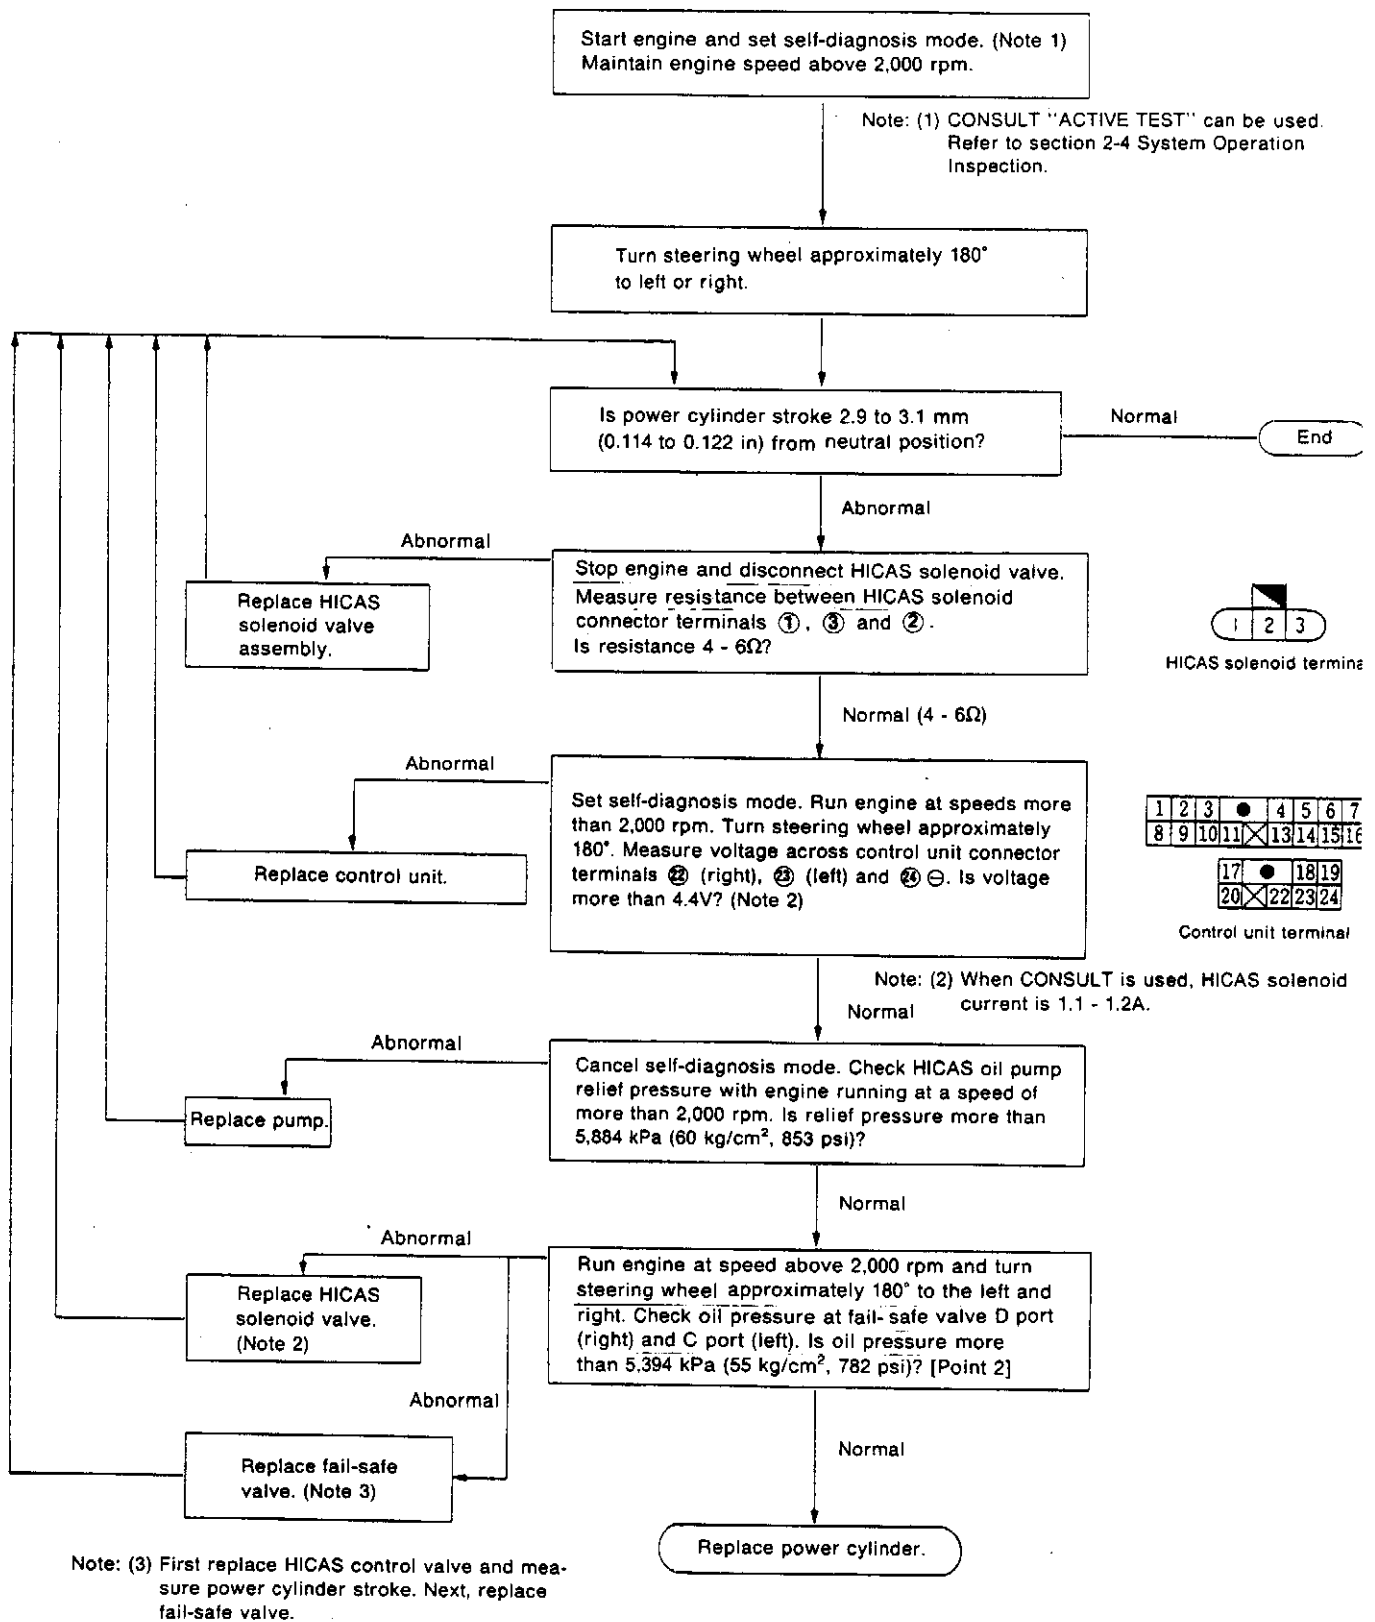 Start engine and set self-diagnosis mode. (Note 1)
Maintain engine speed above 2,000 rpm.
Note: (1) CONSULT "ACTIVE TEST" can be used.
Refer to section 2-4 System Operation
Inspection.
Turn steering wheel approximately 180°
to left or right.
Is power cylinder stroke 2.9 to 3.1 mm
(0.114 to 0.122 in) from neutral position?
Normal
End
Abnormal
Abnormal
Stop engine and disconnect HICAS solenoid valve.
Measure resistance between HICAS solenoid
connector terminals ①, ③ and ②.
Is resistance 4 - 6Ω?
Replace HICAS
solenoid valve
assembly.
1 2 3
HICAS solenoid termina
Normal (4 - 6Ω)
Abnormal
Set self-diagnosis mode. Run engine at speeds more
than 2,000 rpm. Turn steering wheel approximately
180°. Measure voltage across control unit connector
terminals ㉒ (right), ㉓ (left) and ㉔ ⊖. Is voltage
more than 4.4V? (Note 2)
Replace control unit.
1 2 3 4 5 6 7
8 9 10 11 13 14 15 16
17 18 19
20 22 23 24
Control unit terminal
Note: (2) When CONSULT is used, HICAS solenoid
current is 1.1 - 1.2A.
Normal
Abnormal
Cancel self-diagnosis mode. Check HICAS oil pump
relief pressure with engine running at a speed of
more than 2,000 rpm. Is relief pressure more than
5,884 kPa (60 kg/cm², 853 psi)?
Replace pump.
Normal
Abnormal
Run engine at speed above 2,000 rpm and turn
steering wheel approximately 180° to the left and
right. Check oil pressure at fail-safe valve D port
(right) and C port (left). Is oil pressure more
than 5,394 kPa (55 kg/cm², 782 psi)? [Point 2]
Replace HICAS
solenoid valve.
(Note 2)
Abnormal
Normal
Replace fail-safe
valve. (Note 3)
Replace power cylinder.
Note: (3) First replace HICAS control valve and mea-
sure power cylinder stroke. Next, replace
fail-safe valve.